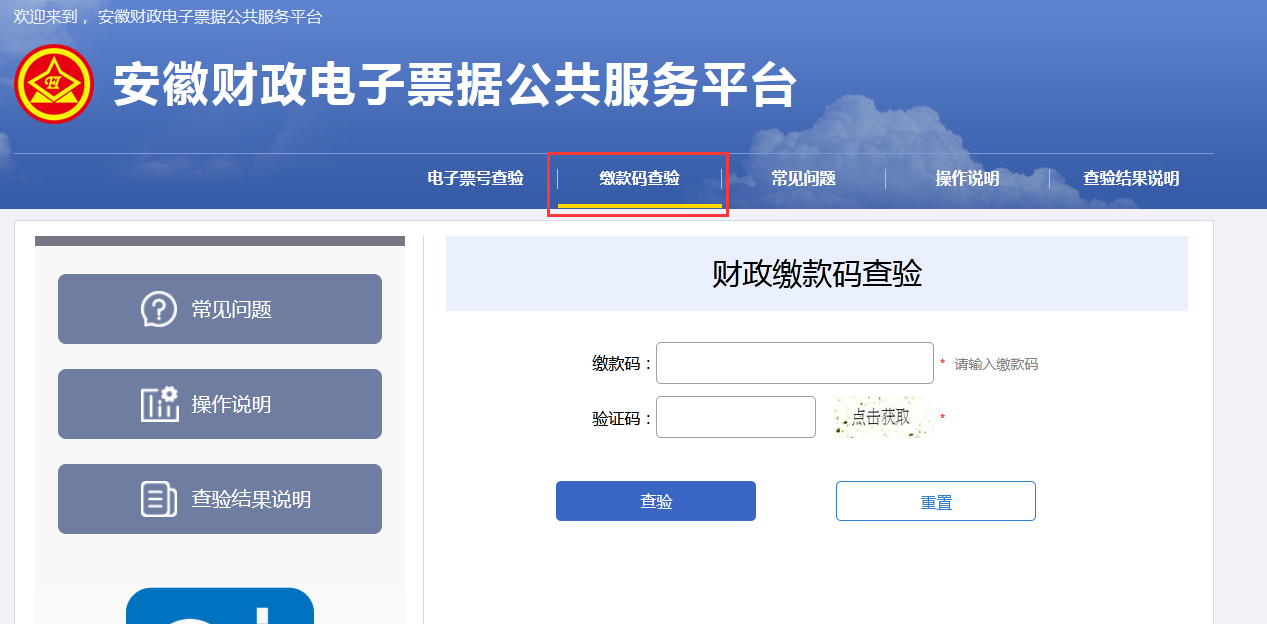 欢迎来到， 安徽财政电子票据公共服务平台
安徽财政电子票据公共服务平台
电子票号查验 缴款码查验 常见问题 操作说明 查验结果说明
常见问题
操作说明
查验结果说明
财政缴款码查验
缴款码： * 请输入缴款码
验证码： 点击获取 *
查验 重置